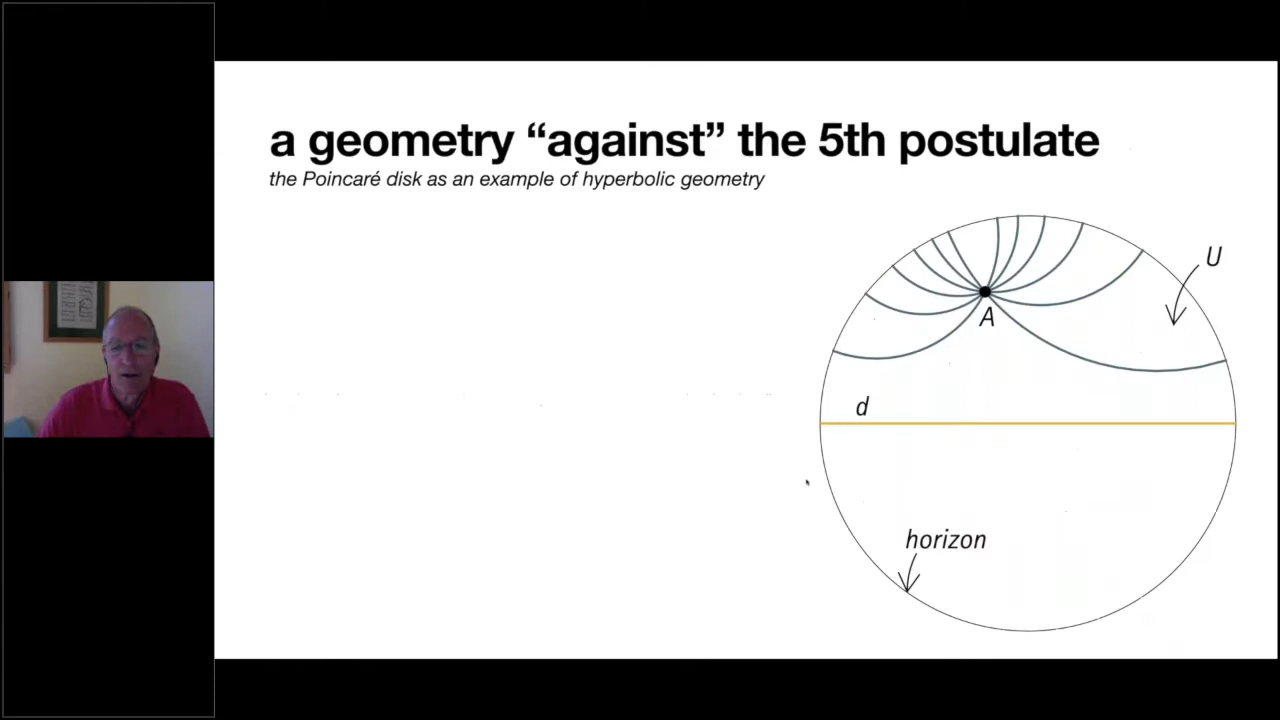 a geometry “against” the 5th postulate
the Poincaré disk as an example of hyperbolic geometry
U
A
d
horizon